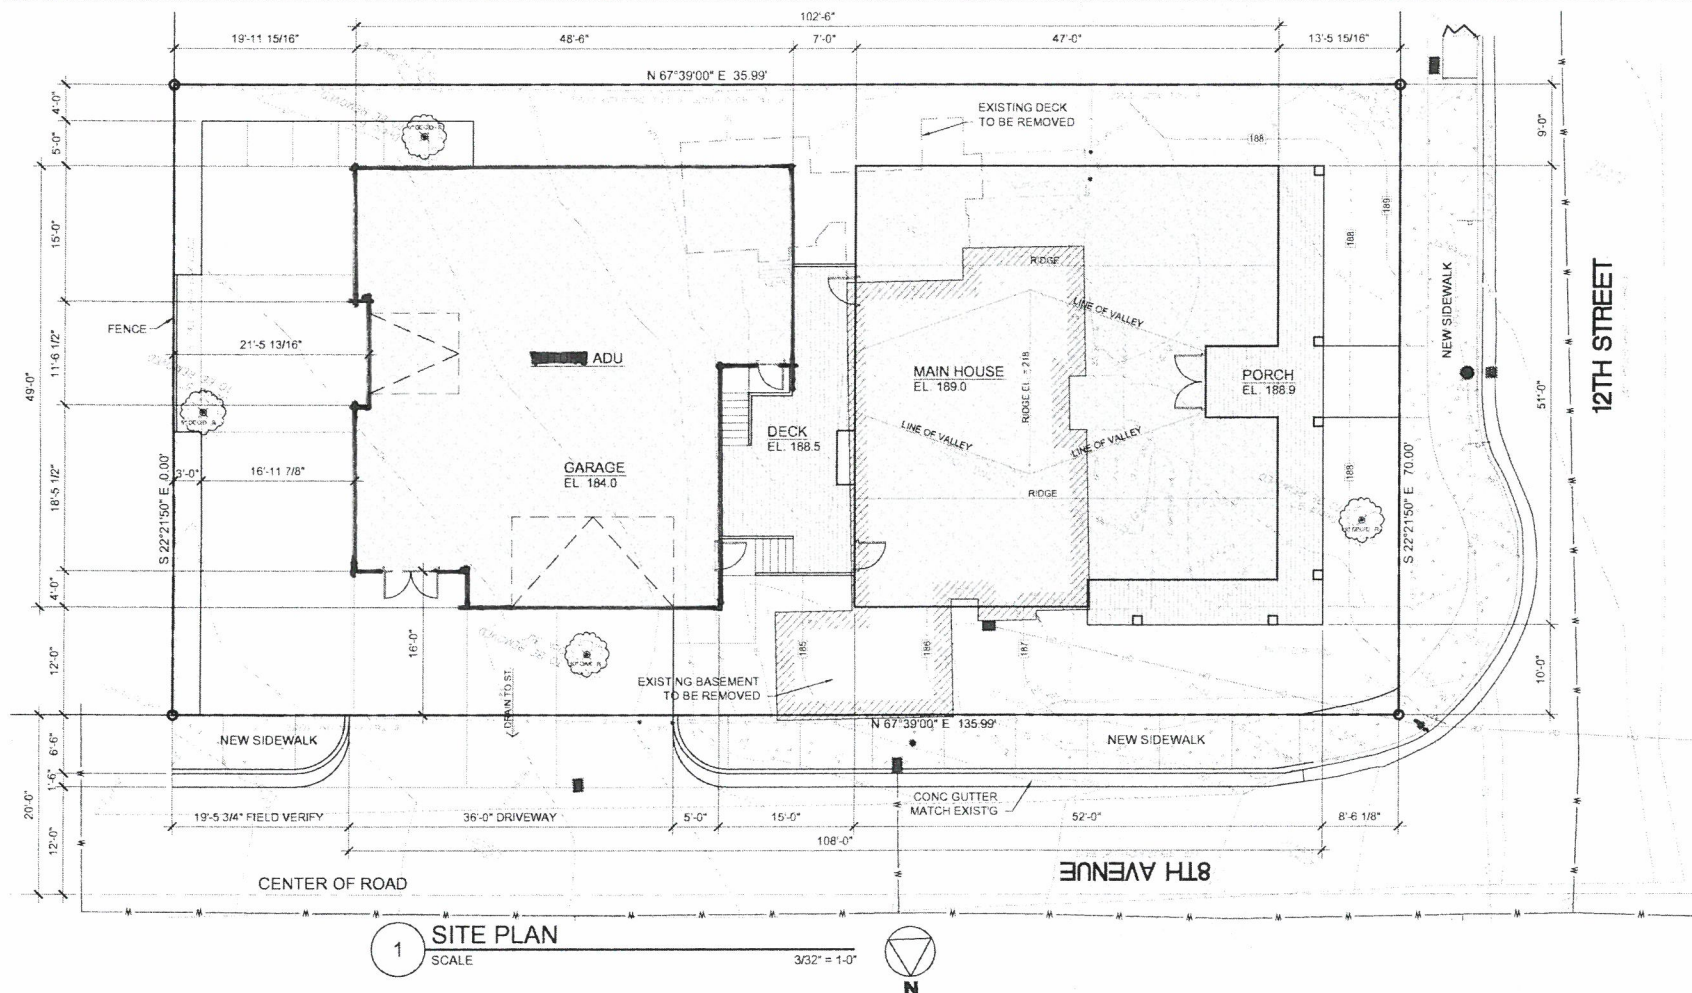 102'-6"
19'-11 15/16"
48'-6"
7'-0"
47'-0"
13'-5 15/16"
N 67°39'00" E 35.99'
4'-0"
5'-0"
9'-0"
EXISTING DECK
TO BE REMOVED
188
189
188
15'-0"
RIDGE
LINE OF VALLEY
NEW SIDEWALK
12TH STREET
FENCE
21'-5 13/16"
11'-6 1/2"
49'-0"
ADU
MAIN HOUSE
EL. 189.0
RIDGE EL. = 218
PORCH
EL. 188.9
51'-0"
DECK
EL. 188.5
LINE OF VALLEY
LINE OF VALLEY
GARAGE
EL. 184.0
3'-0"
16'-11 7/8"
18'-5 1/2"
RIDGE
188
S 22°21'50" E 0.00'
S 22°21'50" E 70.00'
4'-0"
16'-0"
12'-0"
185
186
187
10'-0"
EXISTING BASEMENT
TO BE REMOVED
DRAIN TO ST.
N 67°39'00" E 135.99'
NEW SIDEWALK
NEW SIDEWALK
6'-6"
1'-6"
20'-0"
12'-0"
CONC GUTTER
MATCH EXIST'G
19'-5 3/4" FIELD VERIFY
36'-0" DRIVEWAY
5'-0"
15'-0"
52'-0"
8'-6 1/8"
108'-0"
8TH AVENUE
CENTER OF ROAD
1
SITE PLAN
SCALE
3/32" = 1-0"
N